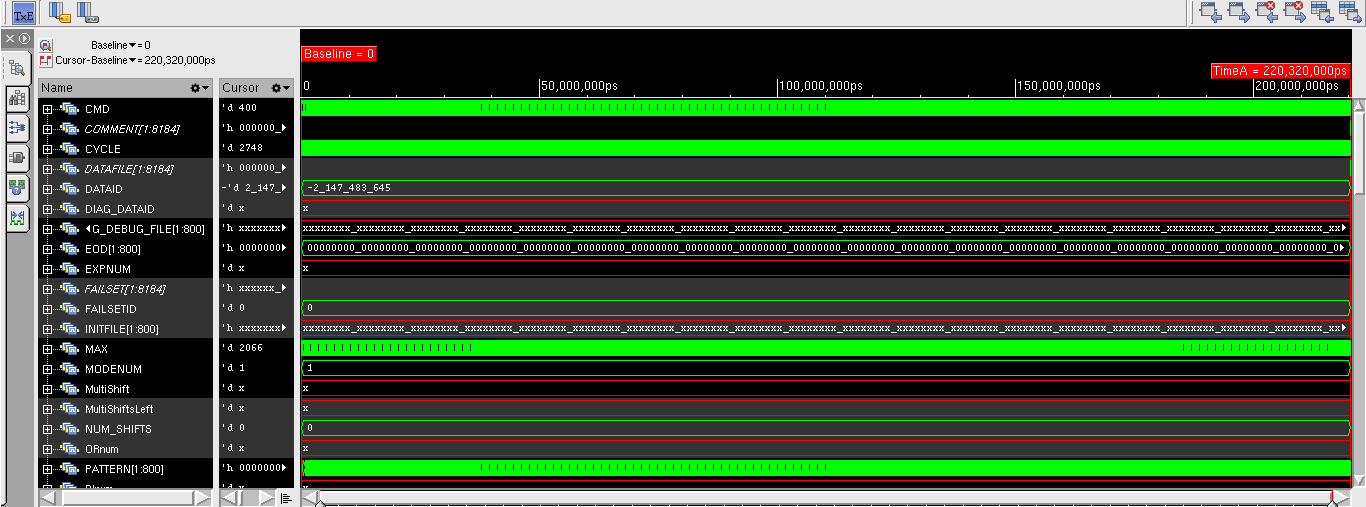 TxE
Baseline▾= 0
Cursor-Baseline▾= 220,320,000ps
Baseline = 0
TimeA = 220,320,000ps
Name Cursor 0 50,000,000ps 100,000,000ps 150,000,000ps 200,000,000ps
CMD 'd 400
COMMENT[1:8184] 'h 000000_
CYCLE 'd 2748
DATAFILE[1:8184] 'h 000000_
DATAID -'d 2_147_ -2_147_483_645
DIAG_DATAID 'd x x
G_DEBUG_FILE[1:800] 'h xxxxxxx xxxxxxxx_xxxxxxxx_xxxxxxxx_xxxxxxxx_xxxxxxxx_xxxxxxxx_xxxxxxxx_xxxxxxxx_xxxxxxxx_xxxxxxxx_xxxxxxxx_xxxxxxxx_xxxxxxxx_xxxxxxxx_xxxxxxxx_xxxxxxxx_xxxxxxxx_xxxxxxxx_xxxxxxxx_xx
EOD[1:800] 'h 0000000 00000000_00000000_00000000_00000000_00000000_00000000_00000000_00000000_00000000_00000000_00000000_00000000_00000000_00000000_00000000_00000000_00000000_00000000_00000000_0
EXPNUM 'd x x
FAILSET[1:8184] 'h xxxxxx_
FAILSETID 'd 0 0
INITFILE[1:800] 'h xxxxxxx xxxxxxxx_xxxxxxxx_xxxxxxxx_xxxxxxxx_xxxxxxxx_xxxxxxxx_xxxxxxxx_xxxxxxxx_xxxxxxxx_xxxxxxxx_xxxxxxxx_xxxxxxxx_xxxxxxxx_xxxxxxxx_xxxxxxxx_xxxxxxxx_xxxxxxxx_xxxxxxxx_xxxxxxxx_xx
MAX 'd 2066
MODENUM 'd 1 1
MultiShift 'd x x
MultiShiftsLeft 'd x x
NUM_SHIFTS 'd 0 0
ORnum 'd x x
PATTERN[1:800] 'h 0000000